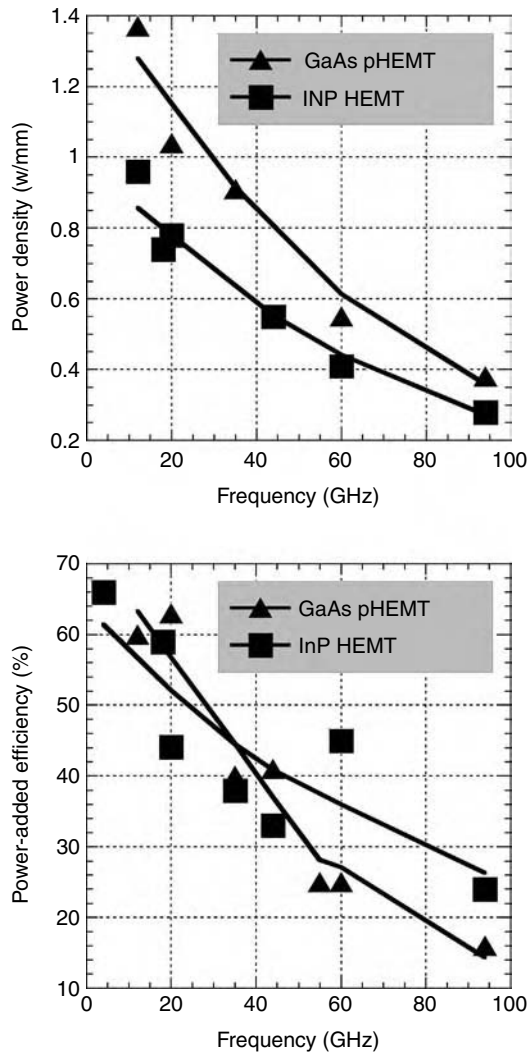 1.4
1.2
1
0.8
0.6
0.4
0.2
Power density (w/mm)
GaAs pHEMT
INP HEMT
0 20 40 60 80 100
Frequency (GHz)
70
60
50
40
30
20
10
Power-added efficiency (%)
GaAs pHEMT
InP HEMT
0 20 40 60 80 100
Frequency (GHz)